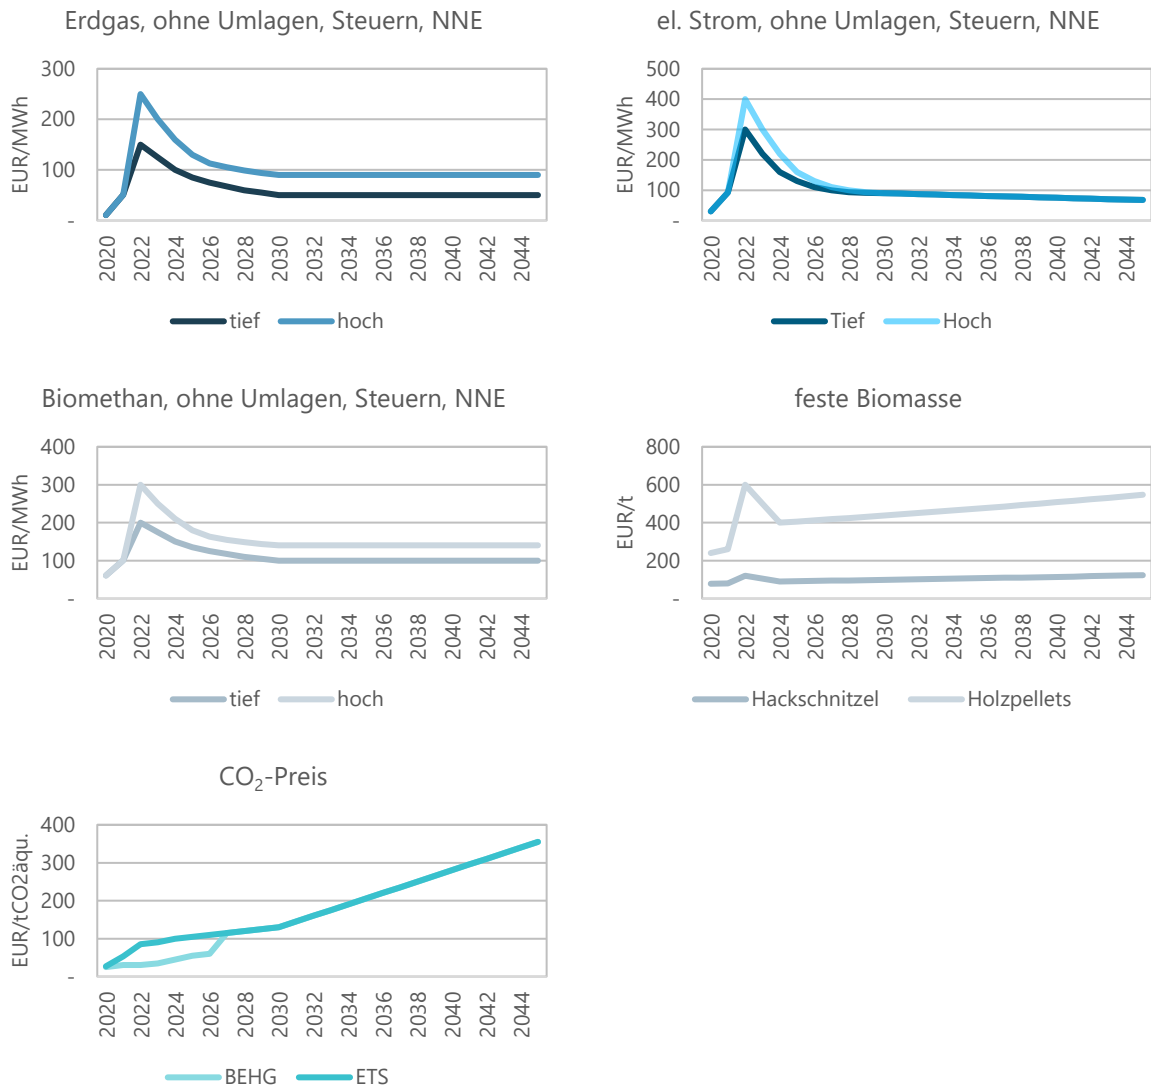 Erdgas, ohne Umlagen, Steuern, NNE
EUR/MWh
300
200
100
-
2020 2022 2024 2026 2028 2030 2032 2034 2036 2038 2040 2042 2044
tief hoch
el. Strom, ohne Umlagen, Steuern, NNE
EUR/MWh
500
400
300
200
100
-
2020 2022 2024 2026 2028 2030 2032 2034 2036 2038 2040 2042 2044
Tief Hoch
Biomethan, ohne Umlagen, Steuern, NNE
EUR/MWh
400
300
200
100
-
2020 2022 2024 2026 2028 2030 2032 2034 2036 2038 2040 2042 2044
tief hoch
feste Biomasse
EUR/t
800
600
400
200
-
2020 2022 2024 2026 2028 2030 2032 2034 2036 2038 2040 2042 2044
Hackschnitzel Holzpellets
CO₂-Preis
EUR/tCO2äqu.
400
300
200
100
-
2020 2022 2024 2026 2028 2030 2032 2034 2036 2038 2040 2042 2044
BEHG ETS